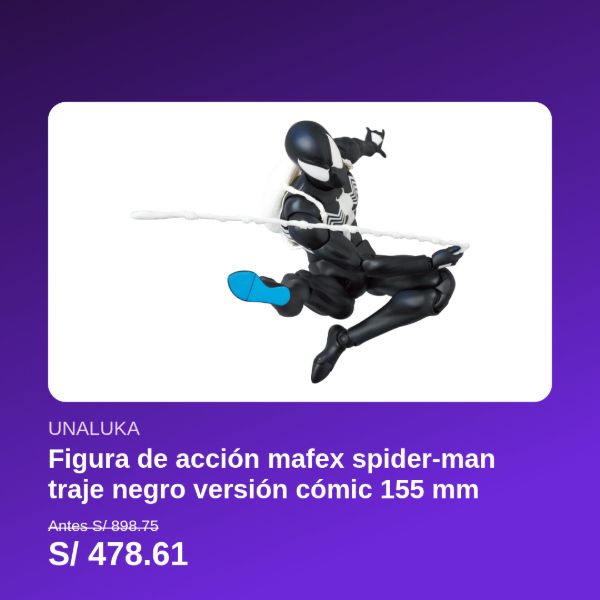 UNALUKA
Figura de acción mafex spider-man
traje negro versión cómic 155 mm
Antes S/ 898.75
S/ 478.61